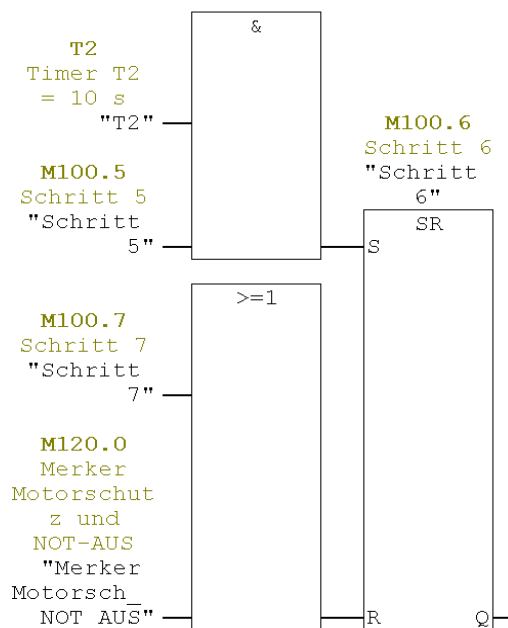 &
T2
Timer T2
= 10 s
"T2"
M100.6
Schritt 6
"Schritt
6"
M100.5
Schritt 5
"Schritt
5"
SR
S
>=1
M100.7
Schritt 7
"Schritt
7"
M120.0
Merker
Motorschut
z und
NOT-AUS
"Merker
Motorsch_
NOT AUS"
R
Q